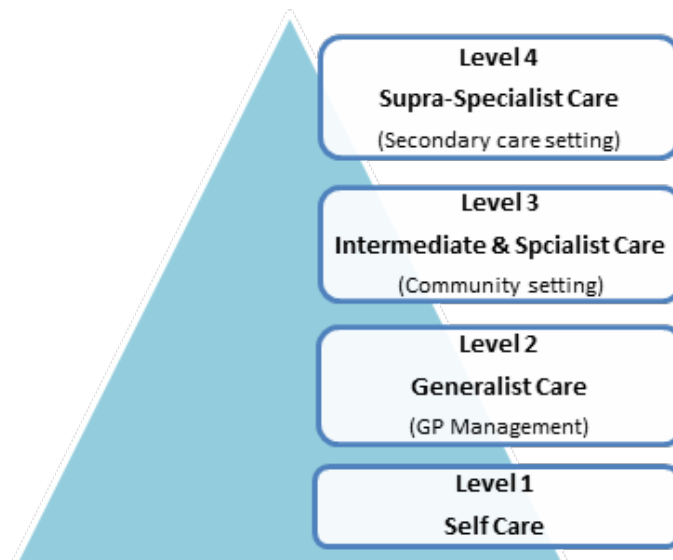 Level 4
Supra-Specialist Care
(Secondary care setting)
Level 3
Intermediate & Spcialist Care
(Community setting)
Level 2
Generalist Care
(GP Management)
Level 1
Self Care